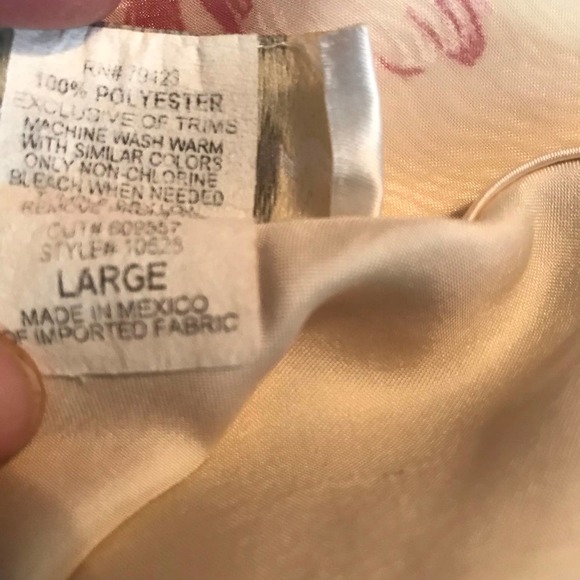 RN# 79423
100% POLYESTER
EXCLUSIVE OF TRIMS
MACHINE WASH WARM
WITH SIMILAR COLORS
ONLY NON-CHLORINE
BLEACH WHEN NEEDED
CUT# 609557
STYLE# 10625
LARGE
MADE IN MEXICO
OF IMPORTED FABRIC